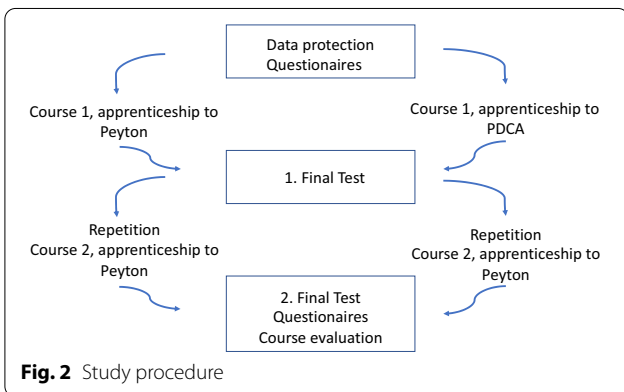 Data protection
Questionaires
Course 1, apprenticeship to
Peyton
Course 1, apprenticeship to
PDCA
1. Final Test
Repetition
Course 2, apprenticeship to
Peyton
Repetition
Course 2, apprenticeship to
Peyton
2. Final Test
Questionaires
Course evaluation
Fig. 2 Study procedure